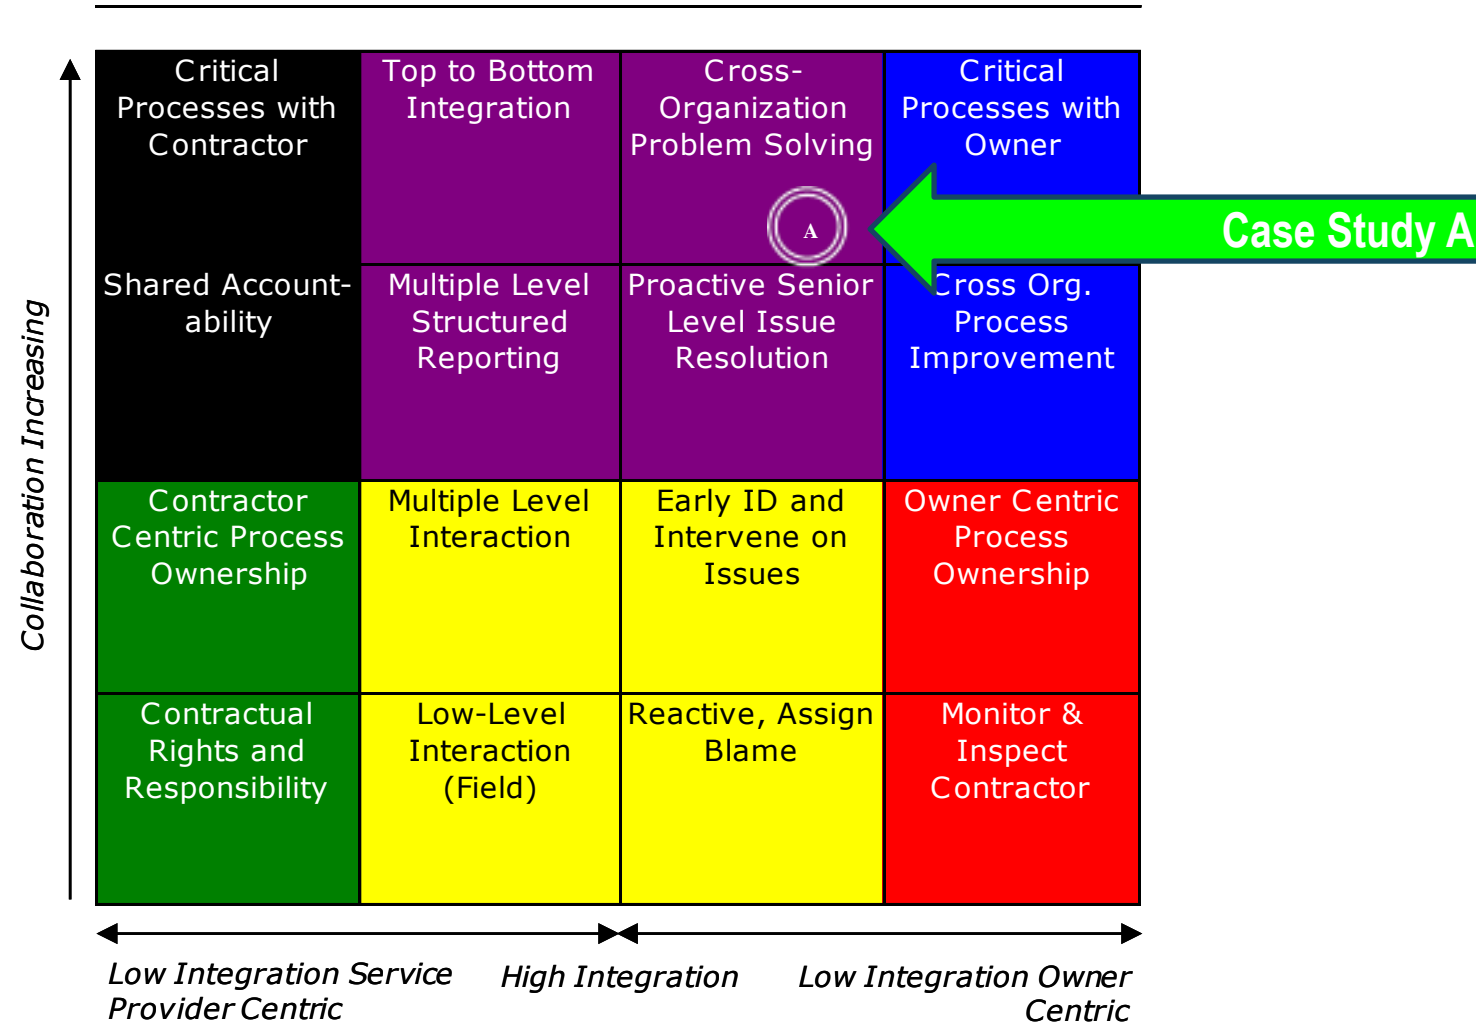 Critical
Processes with
Contractor
Top to Bottom
Integration
Cross-
Organization
Problem Solving
Critical
Processes with
Owner
A
Case Study A
Shared Account-
ability
Multiple Level
Structured
Reporting
Proactive Senior
Level Issue
Resolution
Cross Org.
Process
Improvement
Collaboration Increasing
Contractor
Centric Process
Ownership
Multiple Level
Interaction
Early ID and
Intervene on
Issues
Owner Centric
Process
Ownership
Contractual
Rights and
Responsibility
Low-Level
Interaction
(Field)
Reactive, Assign
Blame
Monitor &
Inspect
Contractor
Low Integration Service
Provider Centric
High Integration
Low Integration Owner
Centric